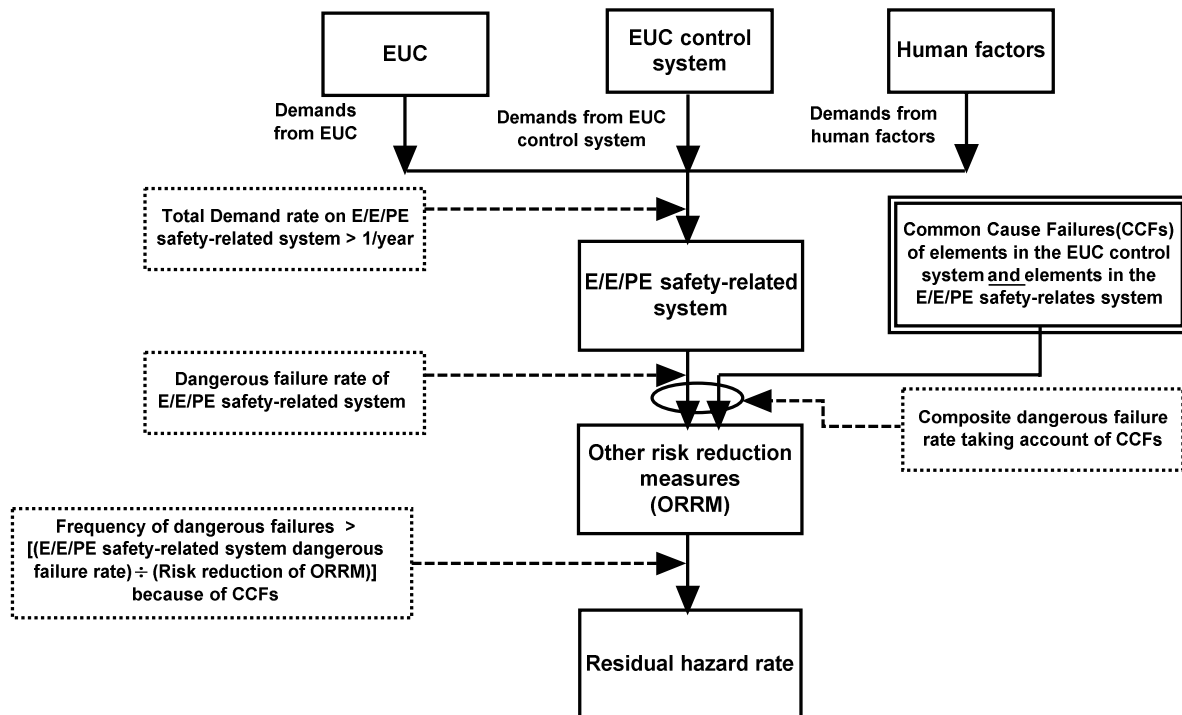 EUC
EUC control
system
Human factors
Demands
from EUC
Demands from EUC
control system
Demands from
human factors
Total Demand rate on E/E/PE
safety-related system > 1/year
Common Cause Failures(CCFs)
of elements in the EUC control
system and elements in the
E/E/PE safety-relates system
E/E/PE safety-related
system
Dangerous failure rate of
E/E/PE safety-related system
Composite dangerous failure
rate taking account of CCFs
Other risk reduction
measures
(ORRM)
Frequency of dangerous failures >
[(E/E/PE safety-related system dangerous
failure rate) ÷ (Risk reduction of ORRM)]
because of CCFs
Residual hazard rate